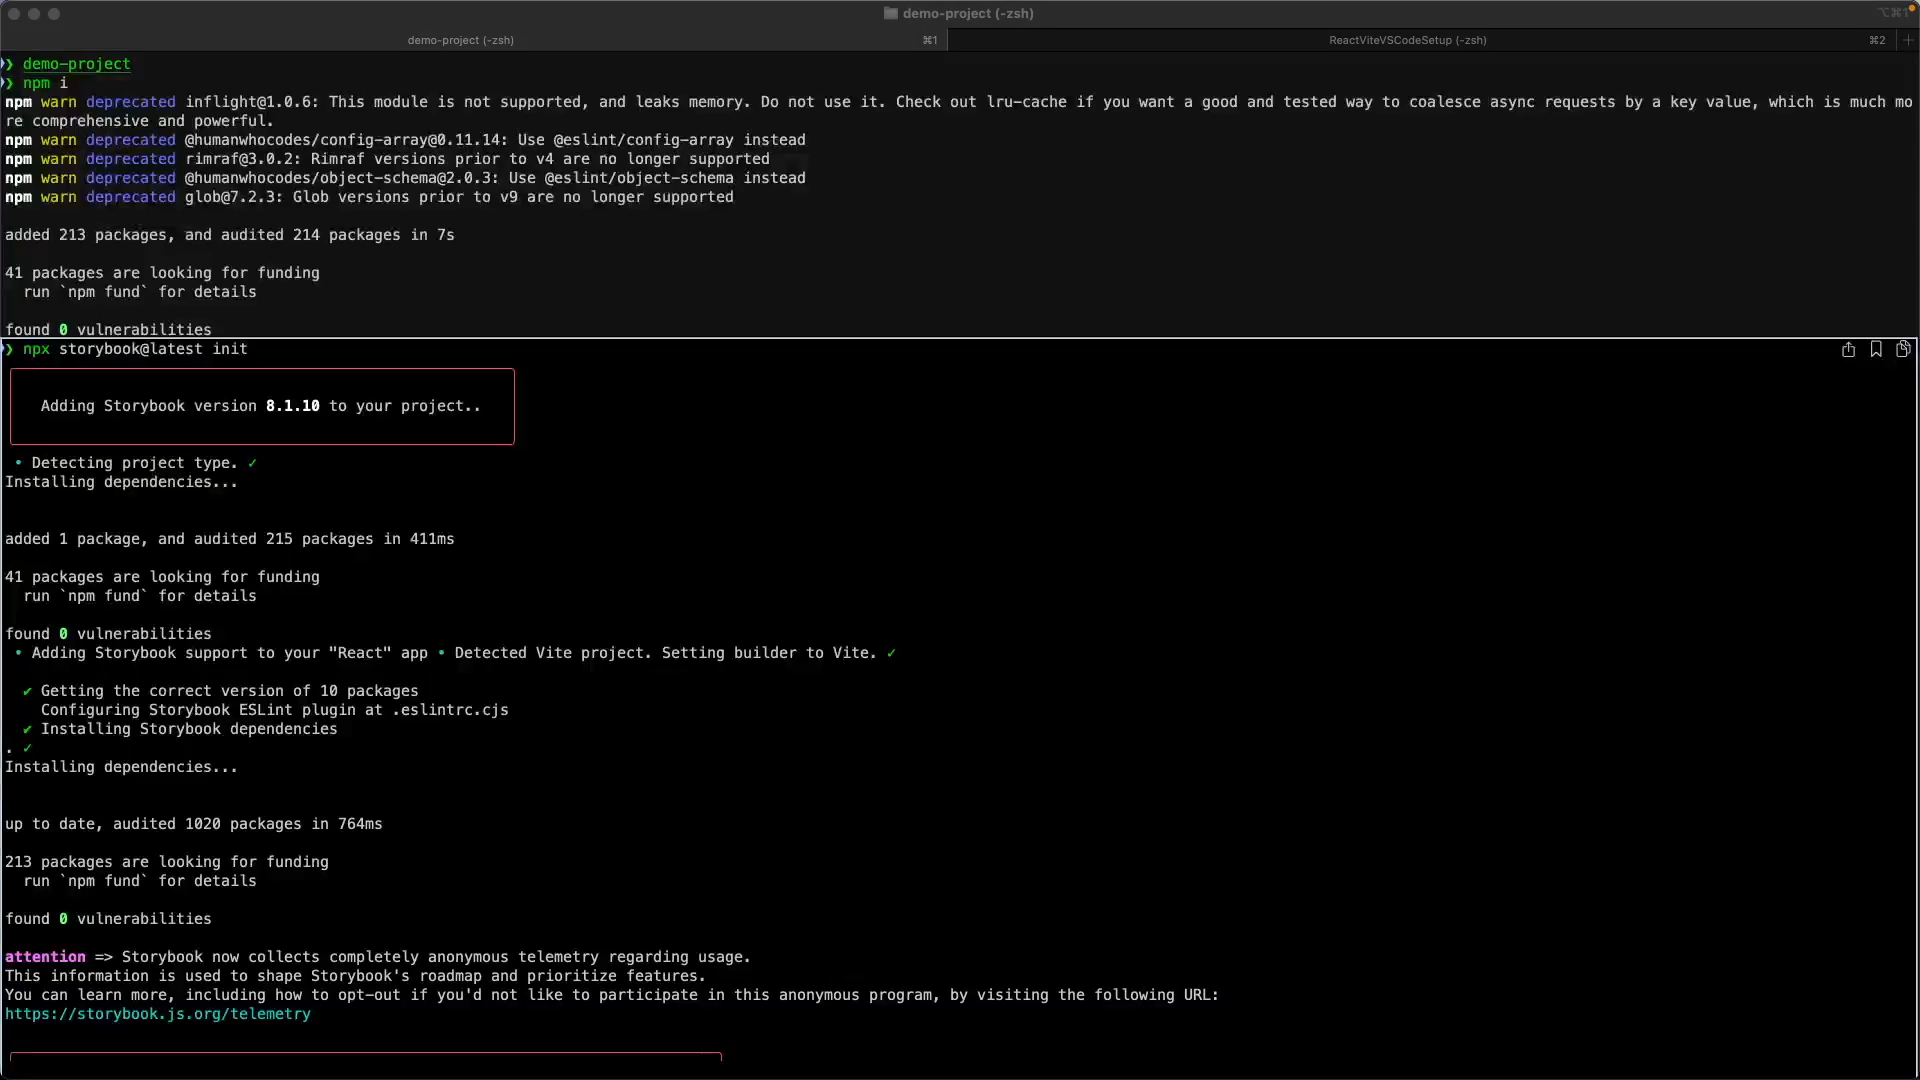 demo-project (-zsh)
⌥⌘1
demo-project (-zsh) ⌘1
ReactViteVSCodeSetup (-zsh) ⌘2
❯ demo-project
❯ npm i
npm warn deprecated inflight@1.0.6: This module is not supported, and leaks memory. Do not use it. Check out lru-cache if you want a good and tested way to coalesce async requests by a key value, which is much mo
re comprehensive and powerful.
npm warn deprecated @humanwhocodes/config-array@0.11.14: Use @eslint/config-array instead
npm warn deprecated rimraf@3.0.2: Rimraf versions prior to v4 are no longer supported
npm warn deprecated @humanwhocodes/object-schema@2.0.3: Use @eslint/object-schema instead
npm warn deprecated glob@7.2.3: Glob versions prior to v9 are no longer supported
added 213 packages, and audited 214 packages in 7s
41 packages are looking for funding
run `npm fund` for details
found 0 vulnerabilities
❯ npx storybook@latest init
Adding Storybook version 8.1.10 to your project..
• Detecting project type. ✓
Installing dependencies...
added 1 package, and audited 215 packages in 411ms
41 packages are looking for funding
run `npm fund` for details
found 0 vulnerabilities
• Adding Storybook support to your "React" app • Detected Vite project. Setting builder to Vite. ✓
✔ Getting the correct version of 10 packages
Configuring Storybook ESLint plugin at .eslintrc.cjs
✔ Installing Storybook dependencies
. ✓
Installing dependencies...
up to date, audited 1020 packages in 764ms
213 packages are looking for funding
run `npm fund` for details
found 0 vulnerabilities
attention => Storybook now collects completely anonymous telemetry regarding usage.
This information is used to shape Storybook's roadmap and prioritize features.
You can learn more, including how to opt-out if you'd not like to participate in this anonymous program, by visiting the following URL:
https://storybook.js.org/telemetry